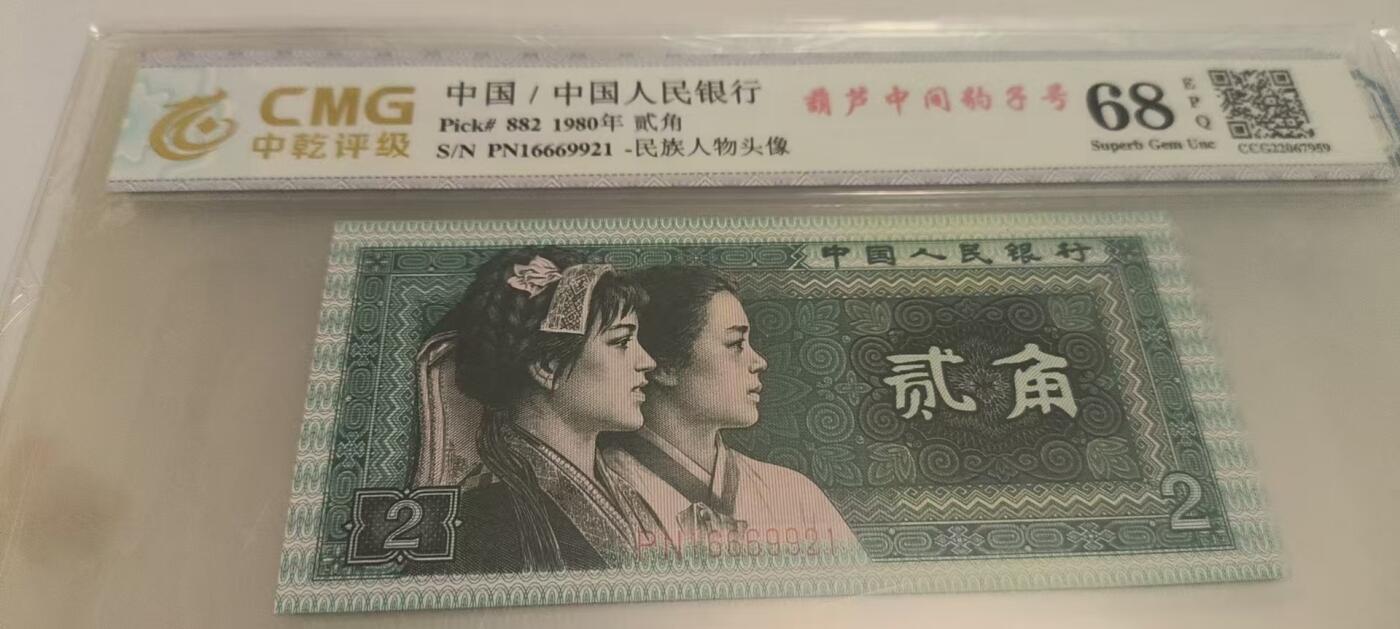 CMG
中乾评级
中国 / 中国人民银行
Pick# 882 1980年 贰角
S/N PN16669921 -民族人物头像
葫芦中间豹子号
68
EPQ
Superb Gem Unc
CCG22067959
中国人民银行
贰角
2
2
PN16669921